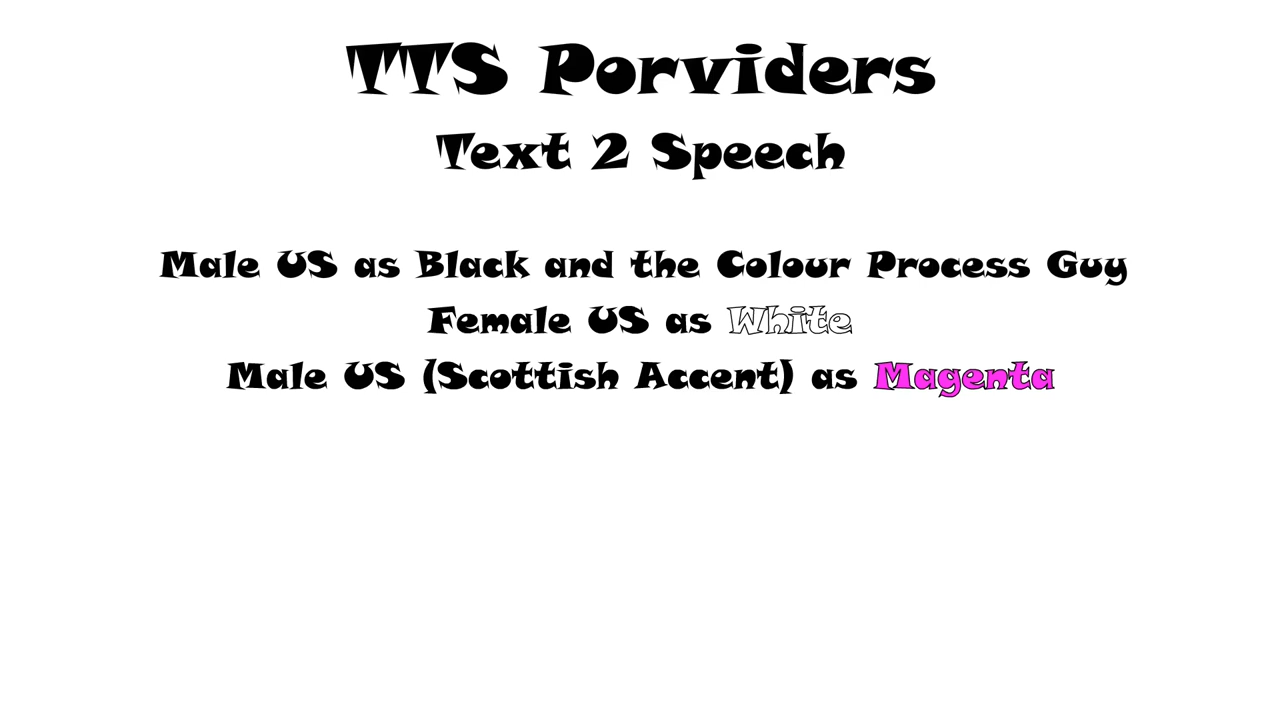 TTS Porviders
Text 2 Speech
Male US as Black and the Colour Process Guy
Female US as White
Male US (Scottish Accent) as Magenta